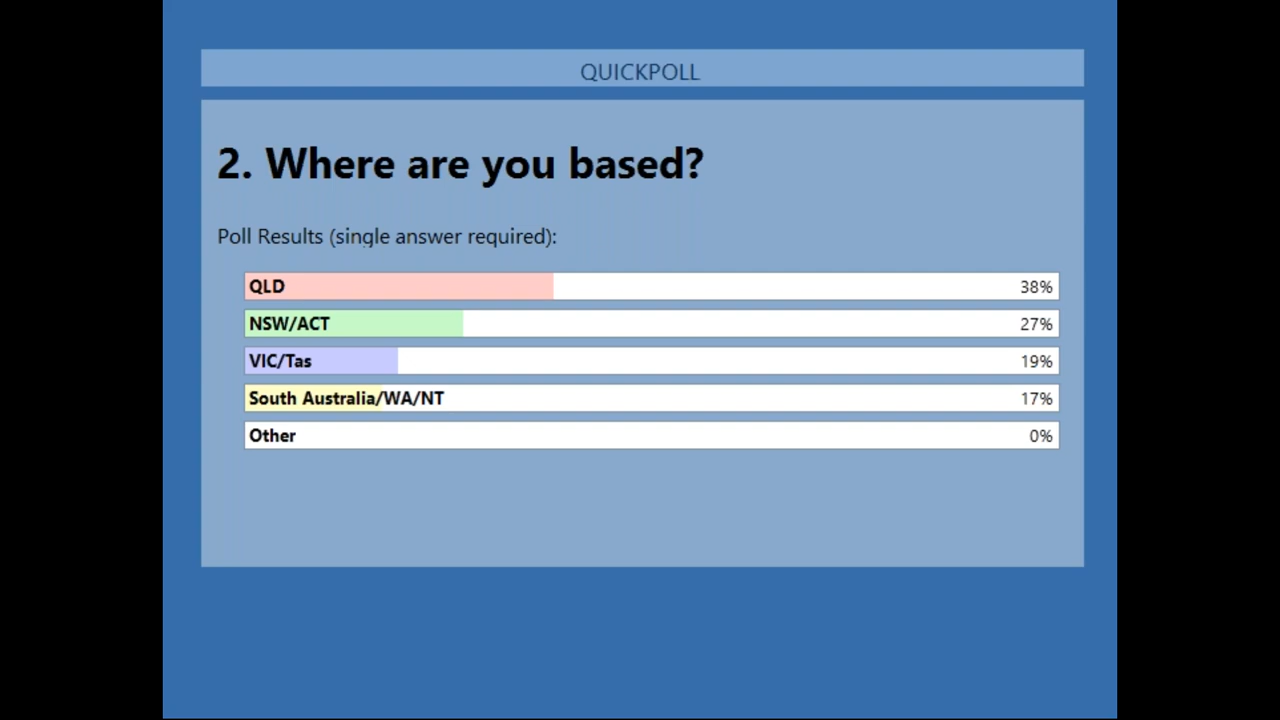 QUICKPOLL
2. Where are you based?
Poll Results (single answer required):
QLD 38%
NSW/ACT 27%
VIC/Tas 19%
South Australia/WA/NT 17%
Other 0%